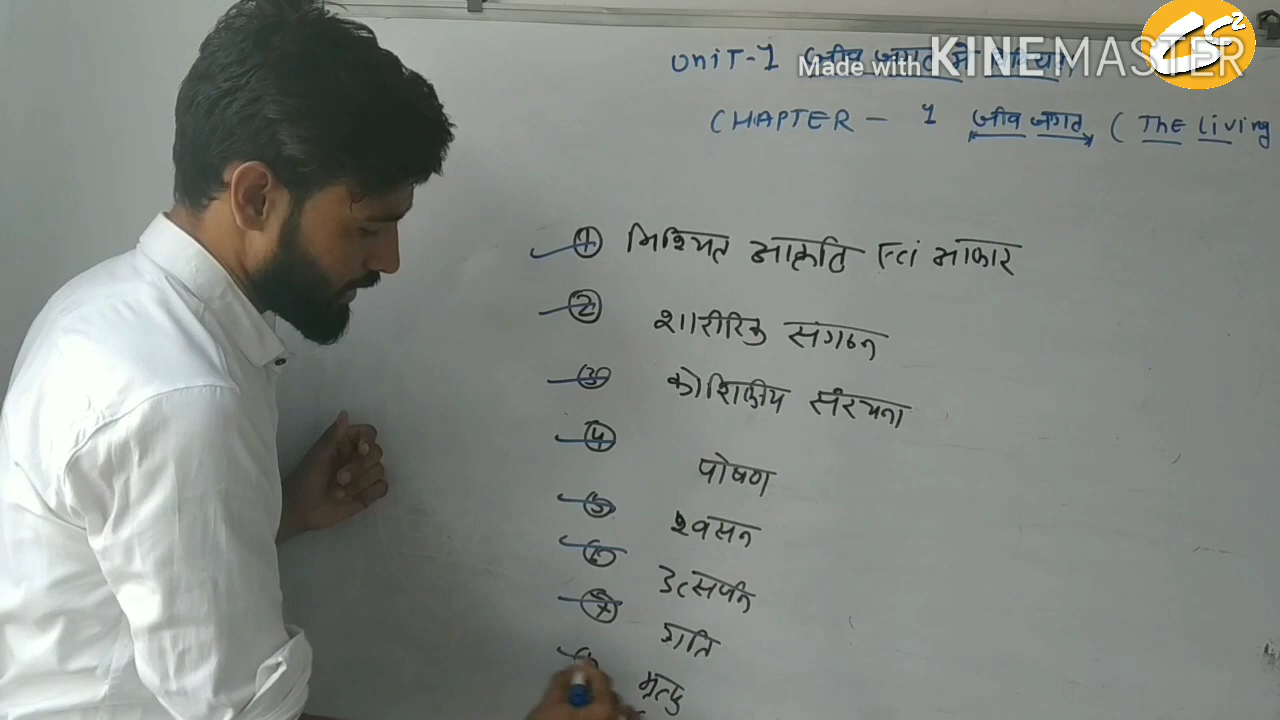 UNIT-1
Made with KINEMASTER
CS2
CHAPTER - 1 जीव जगत (The Living
1 निश्चित आकृति एवं आकार
2 शारीरिक संगठन
3 कोशिकीय संरचना
4 पोषण
5 श्वसन
6 उत्सर्जन
7 गति
मृत्यु